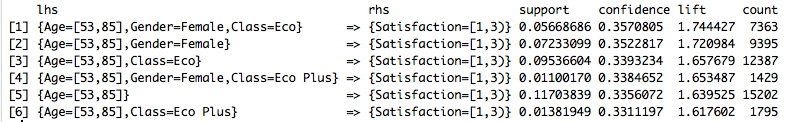 lhs rhs support confidence lift count
[1] {Age=[53,85],Gender=Female,Class=Eco} => {Satisfaction=[1,3)} 0.05668686 0.3570805 1.744427 7363
[2] {Age=[53,85],Gender=Female} => {Satisfaction=[1,3)} 0.07233099 0.3522817 1.720984 9395
[3] {Age=[53,85],Class=Eco} => {Satisfaction=[1,3)} 0.09536604 0.3393234 1.657679 12387
[4] {Age=[53,85],Gender=Female,Class=Eco Plus} => {Satisfaction=[1,3)} 0.01100170 0.3384652 1.653487 1429
[5] {Age=[53,85]} => {Satisfaction=[1,3)} 0.11703839 0.3356072 1.639525 15202
[6] {Age=[53,85],Class=Eco Plus} => {Satisfaction=[1,3)} 0.01381949 0.3311197 1.617602 1795